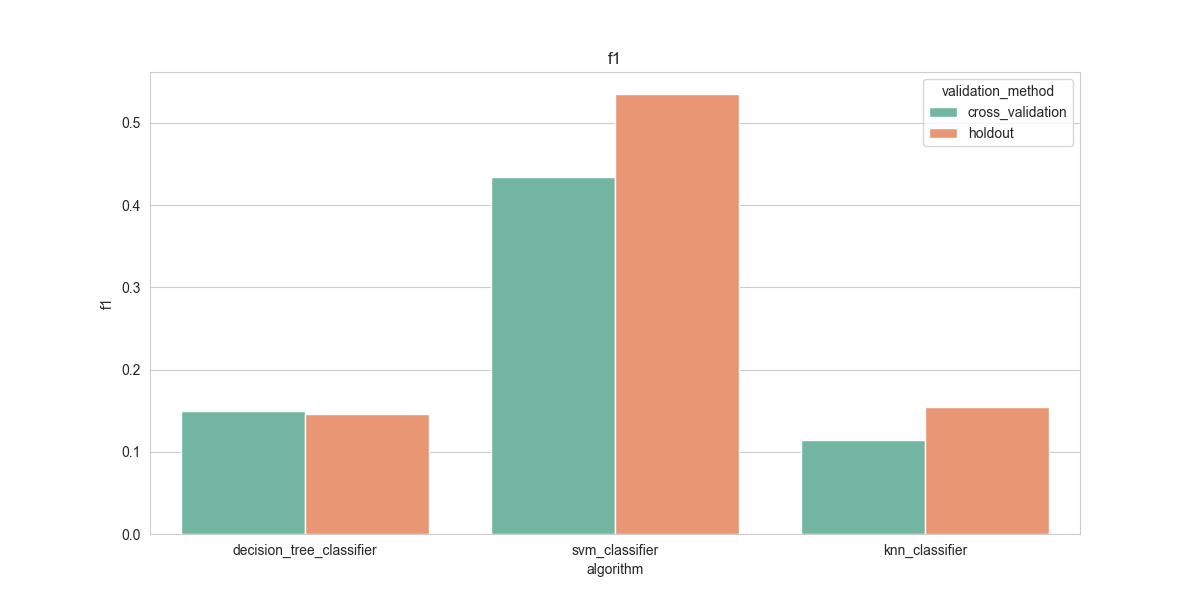 f1
validation_method
cross_validation
holdout
f1
0.5
0.4
0.3
0.2
0.1
0.0
decision_tree_classifier
svm_classifier
knn_classifier
algorithm